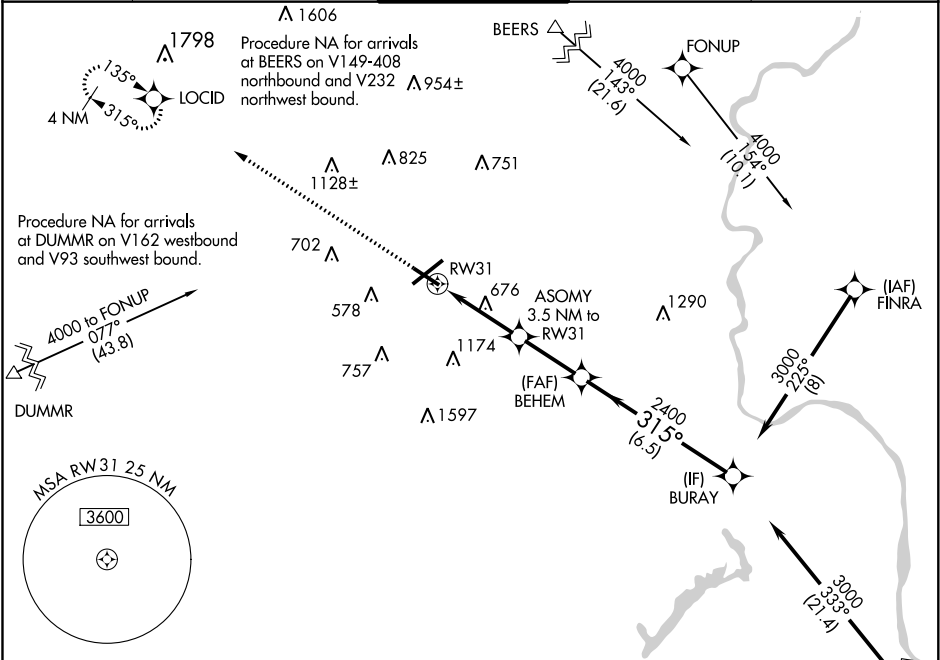 1606
1798
Procedure NA for arrivals
at BEERS on V149-408
northbound and V232
northwest bound.
954±
135°
315°
4 NM
LOCID
BEERS
FONUP
4000
143°
(21.6)
4000
154°
(10.1)
1128±
825
751
Procedure NA for arrivals
at DUMMR on V162 westbound
and V93 southwest bound.
702
RW31
578
676
ASOMY
3.5 NM to
RW31
1290
(IAF)
FINRA
4000 to FONUP
077°
(43.8)
DUMMR
757
1174
(FAF)
BEHEM
3000
225°
(8)
1597
2400
315°
(6.5)
(IF)
BURAY
MSA RW31 25 NM
3600
3000
333°
(21.4)